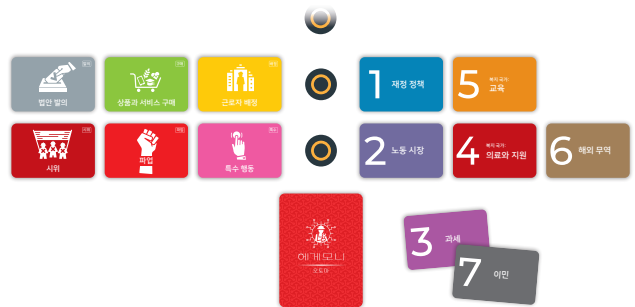 법안 발의
상품과 서비스 구매
근로자 배정
1 재정 정책
5 복지 국가:
교육
시위
파업
특수 행동
2 노동 시장
4 복지 국가:
의료와 지원
6 해외 무역
헤게모니
오토마
3 과세
7 이민